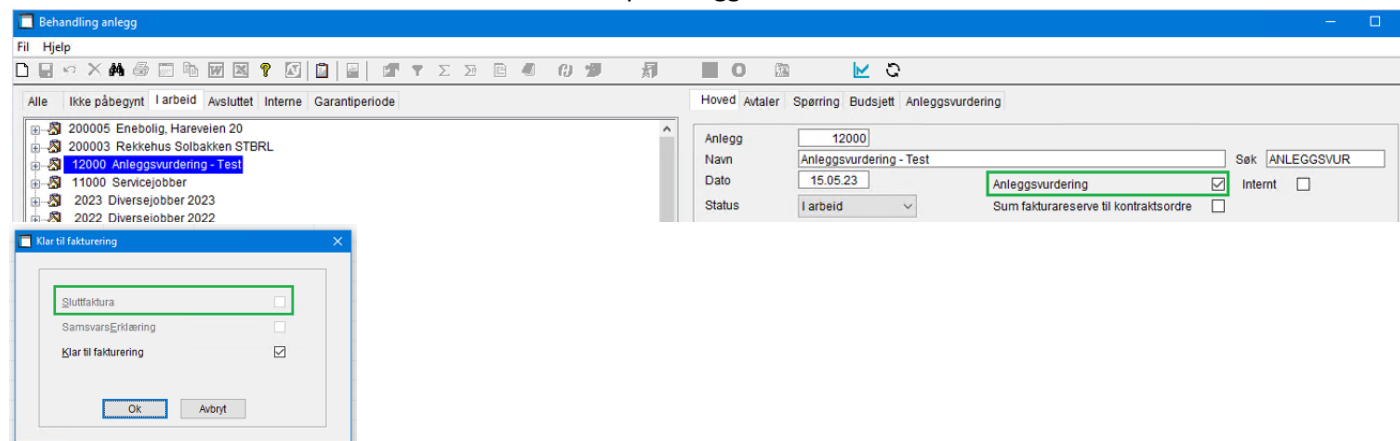 Behandling anlegg
Fil Hjelp
Alle Ikke påbegynt I arbeid Avsluttet Interne Garantiperiode
200005 Enebolig, Hareveien 20
200003 Rekkehus Solbakken STBRL
12000 Anleggsvurdering - Test
11000 Servicejobber
2023 Diversejobber 2023
2022 Diversejobber 2022
Hoved Avtaler Spørring Budsjett Anleggsvurdering
Anlegg 12000
Navn Anleggsvurdering - Test Søk ANLEGGSVUR
Dato 15.05.23 Anleggsvurdering Internt
Status I arbeid Sum fakturareserve til kontraktsordre
Klar til fakturering
Sluttfaktura
SamsvarsErklæring
Klar til fakturering
Ok Avbryt